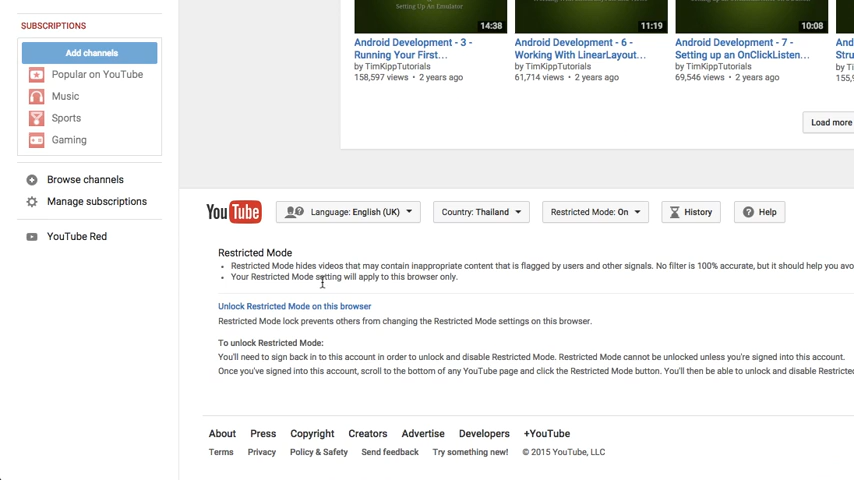 SUBSCRIPTIONS
Add channels
Popular on YouTube
Music
Sports
Gaming
Browse channels
Manage subscriptions
YouTube Red
Setting Up An Emulator
14:38
11:19
10:08
Android Development - 3 -
Running Your First...
by TimKippTutorials
158,597 views • 2 years ago
Android Development - 6 -
Working With LinearLayout...
by TimKippTutorials
61,714 views • 2 years ago
Android Development - 7 -
Setting up an OnClickListen...
by TimKippTutorials
69,546 views • 2 years ago
Load more
YouTube
Language: English (UK)
Country: Thailand
Restricted Mode: On
History
Help
Restricted Mode
• Restricted Mode hides videos that may contain inappropriate content that is flagged by users and other signals. No filter is 100% accurate, but it should help you avo
• Your Restricted Mode setting will apply to this browser only.
Unlock Restricted Mode on this browser
Restricted Mode lock prevents others from changing the Restricted Mode settings on this browser.
To unlock Restricted Mode:
You'll need to sign back in to this account in order to unlock and disable Restricted Mode. Restricted Mode cannot be unlocked unless you're signed into this account.
Once you've signed into this account, scroll to the bottom of any YouTube page and click the Restricted Mode button. You'll then be able to unlock and disable Restricted
About Press Copyright Creators Advertise Developers +YouTube
Terms Privacy Policy & Safety Send feedback Try something new! © 2015 YouTube, LLC